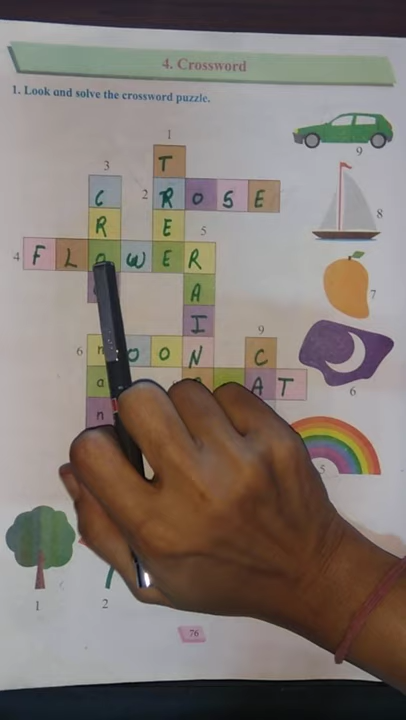 4. Crossword
1. Look and solve the crossword puzzle.
1
T
3
C 2 R O S E
R E 5
4 F L O W E R
A
I
9
6 m o o N C
a A T
n
9
8
7
6
5
1 2
76